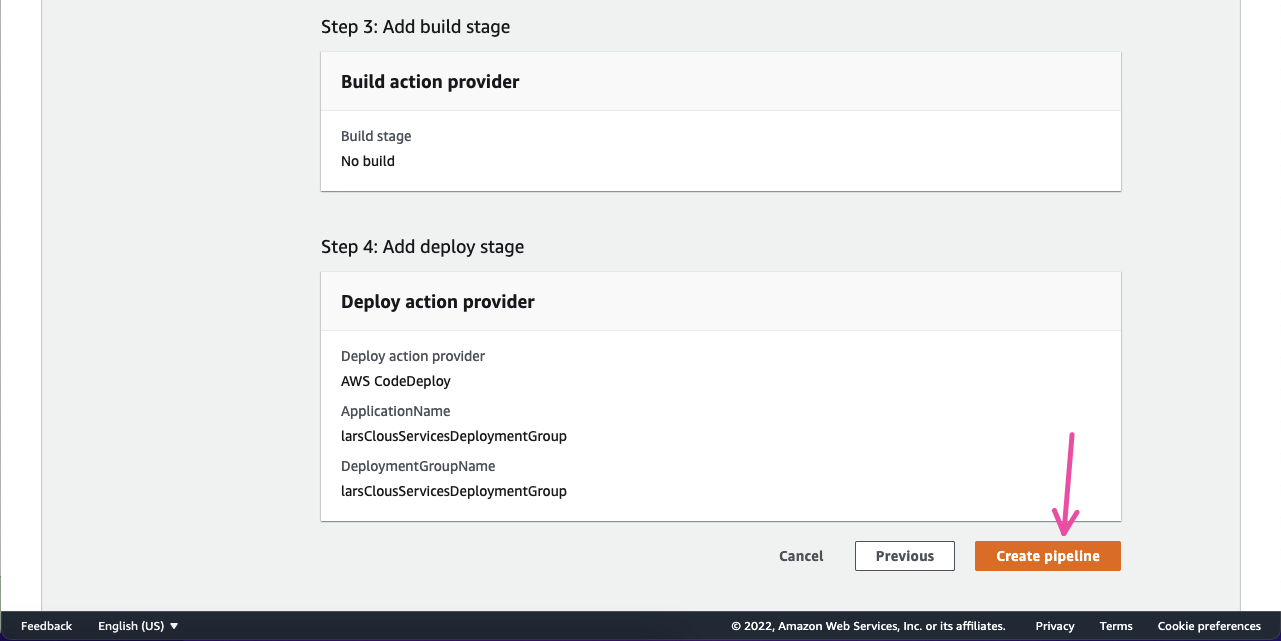 Step 3: Add build stage
Build action provider
Build stage
No build
Step 4: Add deploy stage
Deploy action provider
Deploy action provider
AWS CodeDeploy
ApplicationName
larsClousServicesDeploymentGroup
DeploymentGroupName
larsClousServicesDeploymentGroup
Cancel Previous Create pipeline
Feedback English (US) © 2022, Amazon Web Services, Inc. or its affiliates. Privacy Terms Cookie preferences